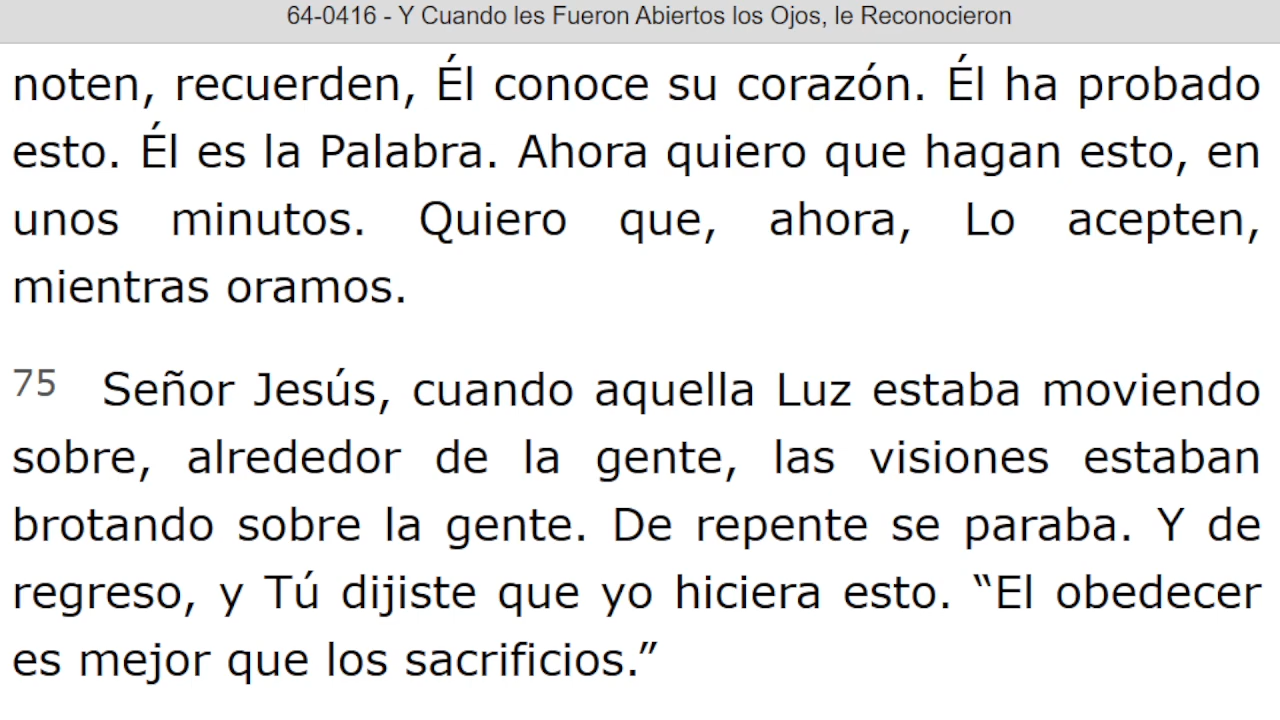 64-0416 - Y Cuando les Fueron Abiertos los Ojos, le Reconocieron
noten, recuerden, Él conoce su corazón. Él ha probado
esto. Él es la Palabra. Ahora quiero que hagan esto, en
unos minutos. Quiero que, ahora, Lo acepten,
mientras oramos.
75 Señor Jesús, cuando aquella Luz estaba moviendo
sobre, alrededor de la gente, las visiones estaban
brotando sobre la gente. De repente se paraba. Y de
regreso, y Tú dijiste que yo hiciera esto. “El obedecer
es mejor que los sacrificios.”